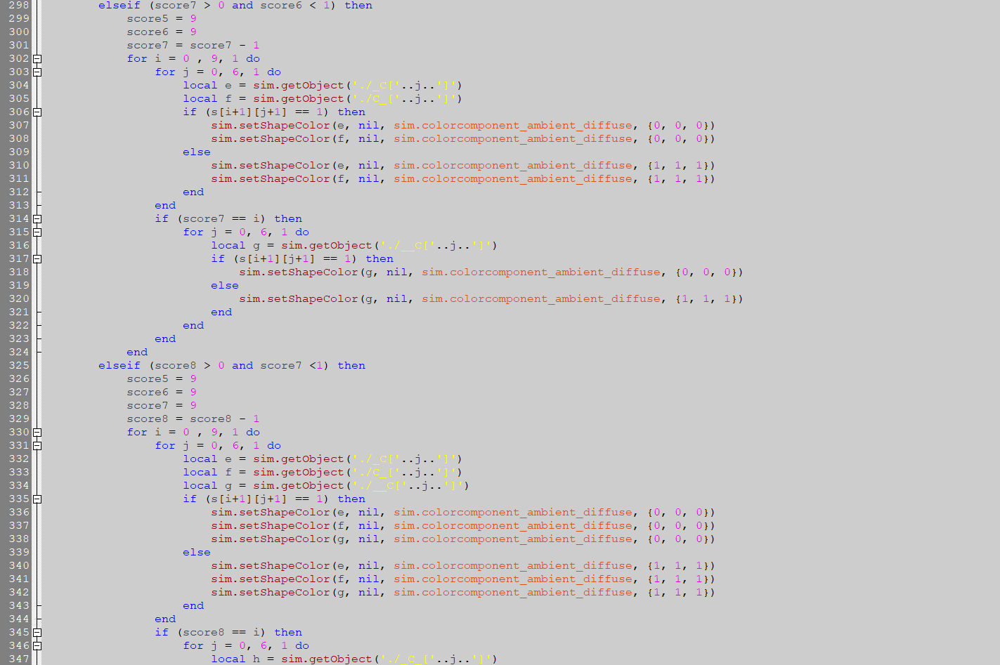 298 elseif (score7 > 0 and score6 < 1) then
299 score5 = 9
300 score6 = 9
301 score7 = score7 - 1
302 for i = 0 , 9, 1 do
303 for j = 0, 6, 1 do
304 local e = sim.getObject('./_C['..j..']')
305 local f = sim.getObject('./C_['..j..']')
306 if (s[i+1][j+1] == 1) then
307 sim.setShapeColor(e, nil, sim.colorcomponent_ambient_diffuse, {0, 0, 0})
308 sim.setShapeColor(f, nil, sim.colorcomponent_ambient_diffuse, {0, 0, 0})
309 else
310 sim.setShapeColor(e, nil, sim.colorcomponent_ambient_diffuse, {1, 1, 1})
311 sim.setShapeColor(f, nil, sim.colorcomponent_ambient_diffuse, {1, 1, 1})
312 end
313 end
314 if (score7 == i) then
315 for j = 0, 6, 1 do
316 local g = sim.getObject('./__C['..j..']')
317 if (s[i+1][j+1] == 1) then
318 sim.setShapeColor(g, nil, sim.colorcomponent_ambient_diffuse, {0, 0, 0})
319 else
320 sim.setShapeColor(g, nil, sim.colorcomponent_ambient_diffuse, {1, 1, 1})
321 end
322 end
323 end
324 end
325 elseif (score8 > 0 and score7 <1) then
326 score5 = 9
327 score6 = 9
328 score7 = 9
329 score8 = score8 - 1
330 for i = 0 , 9, 1 do
331 for j = 0, 6, 1 do
332 local e = sim.getObject('./_C['..j..']')
333 local f = sim.getObject('./C_['..j..']')
334 local g = sim.getObject('./__C['..j..']')
335 if (s[i+1][j+1] == 1) then
336 sim.setShapeColor(e, nil, sim.colorcomponent_ambient_diffuse, {0, 0, 0})
337 sim.setShapeColor(f, nil, sim.colorcomponent_ambient_diffuse, {0, 0, 0})
338 sim.setShapeColor(g, nil, sim.colorcomponent_ambient_diffuse, {0, 0, 0})
339 else
340 sim.setShapeColor(e, nil, sim.colorcomponent_ambient_diffuse, {1, 1, 1})
341 sim.setShapeColor(f, nil, sim.colorcomponent_ambient_diffuse, {1, 1, 1})
342 sim.setShapeColor(g, nil, sim.colorcomponent_ambient_diffuse, {1, 1, 1})
343 end
344 end
345 if (score8 == i) then
346 for j = 0, 6, 1 do
347 local h = sim.getObject('./_C_['..j..']')